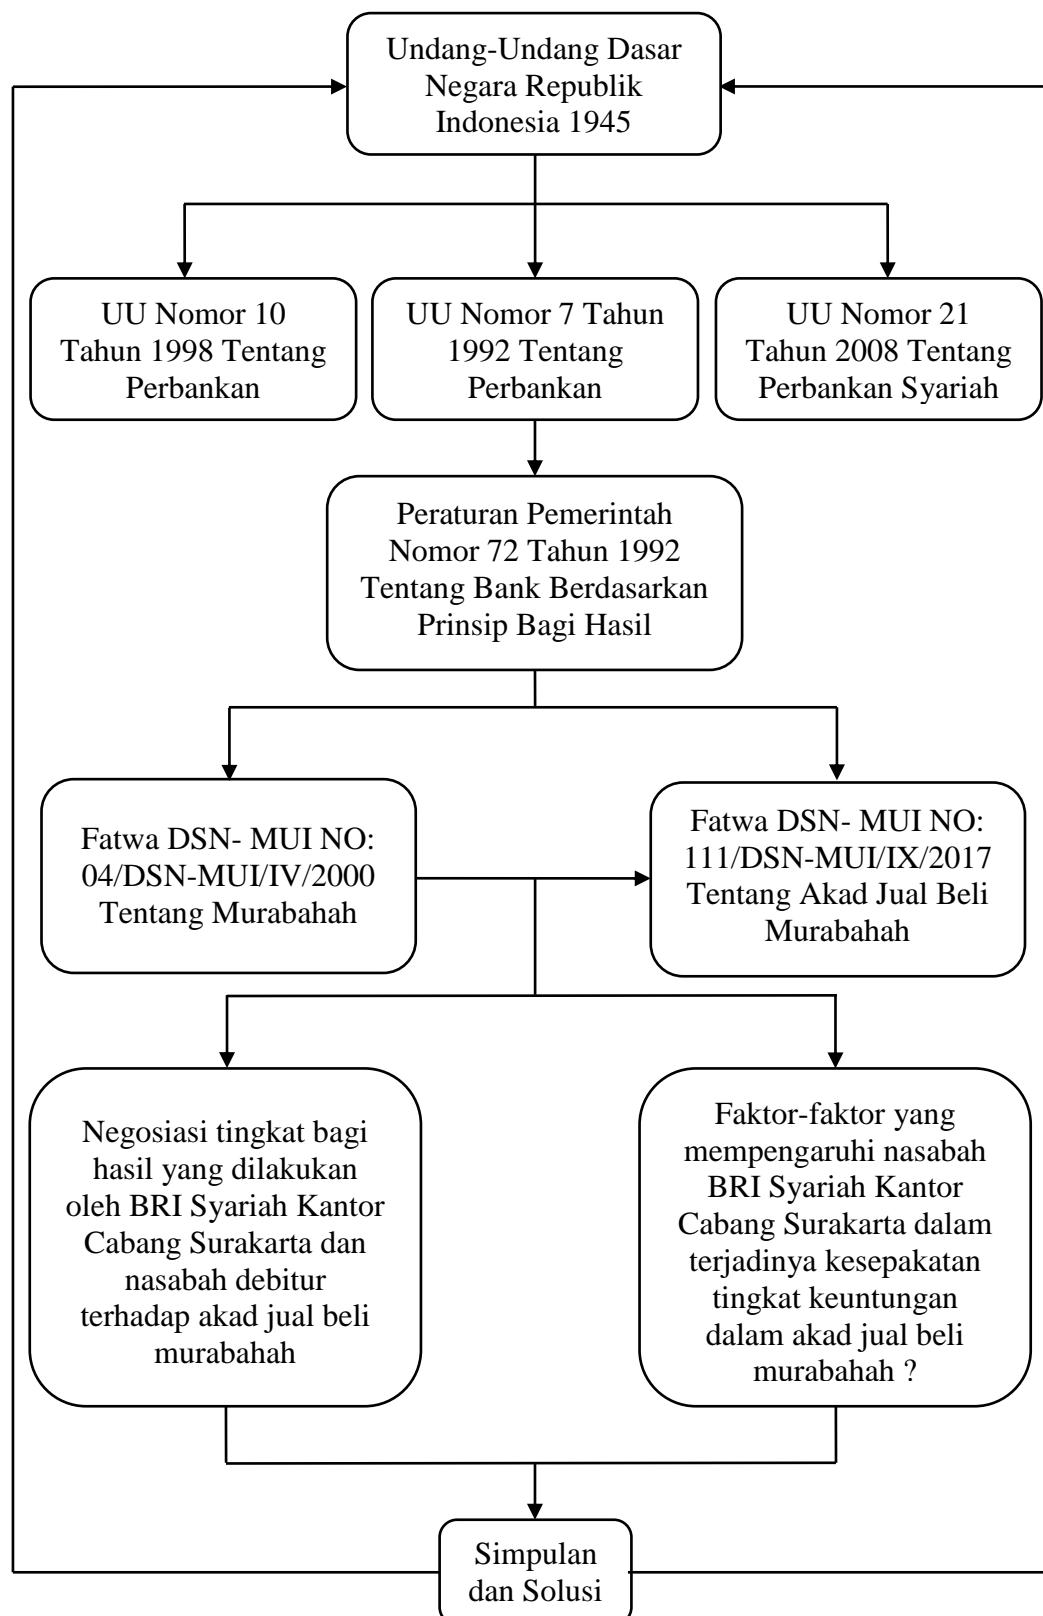 Undang-Undang Dasar
Negara Republik
Indonesia 1945
UU Nomor 10
Tahun 1998 Tentang
Perbankan
UU Nomor 7 Tahun
1992 Tentang
Perbankan
UU Nomor 21
Tahun 2008 Tentang
Perbankan Syariah
Peraturan Pemerintah
Nomor 72 Tahun 1992
Tentang Bank Berdasarkan
Prinsip Bagi Hasil
Fatwa DSN- MUI NO:
04/DSN-MUI/IV/2000
Tentang Murabahah
Fatwa DSN- MUI NO:
111/DSN-MUI/IX/2017
Tentang Akad Jual Beli
Murabahah
Negosiasi tingkat bagi
hasil yang dilakukan
oleh BRI Syariah Kantor
Cabang Surakarta dan
nasabah debitur
terhadap akad jual beli
murabahah
Faktor-faktor yang
mempengaruhi nasabah
BRI Syariah Kantor
Cabang Surakarta dalam
terjadinya kesepakatan
tingkat keuntungan
dalam akad jual beli
murabahah ?
Simpulan
dan Solusi